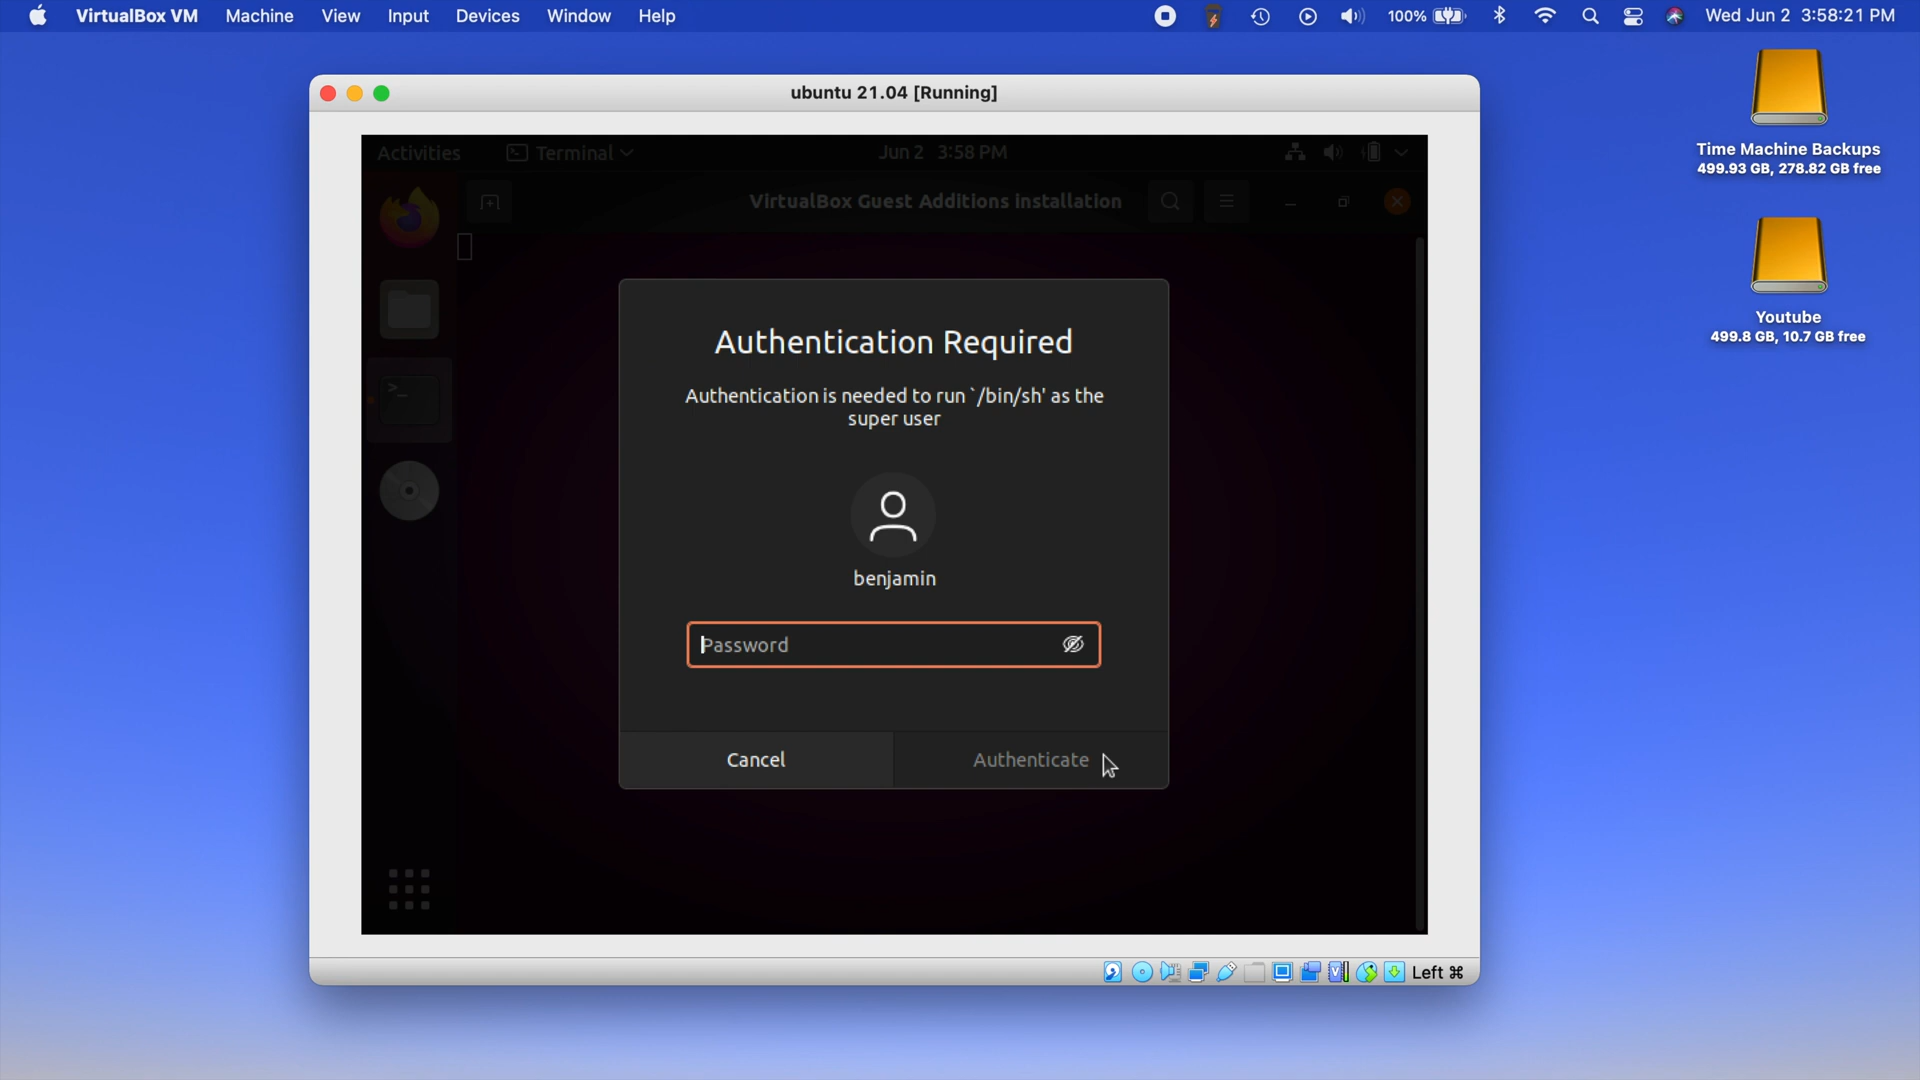 VirtualBox VM Machine View Input Devices Window Help 100% Wed Jun 2 3:58:21 PM
ubuntu 21.04 [Running]
Activities Terminal Jun 2 3:58 PM
VirtualBox Guest Additions installation
Authentication Required
Authentication is needed to run `/bin/sh' as the
super user
benjamin
Password
Cancel Authenticate
Left ⌘
Time Machine Backups
499.93 GB, 278.82 GB free
Youtube
499.8 GB, 10.7 GB free